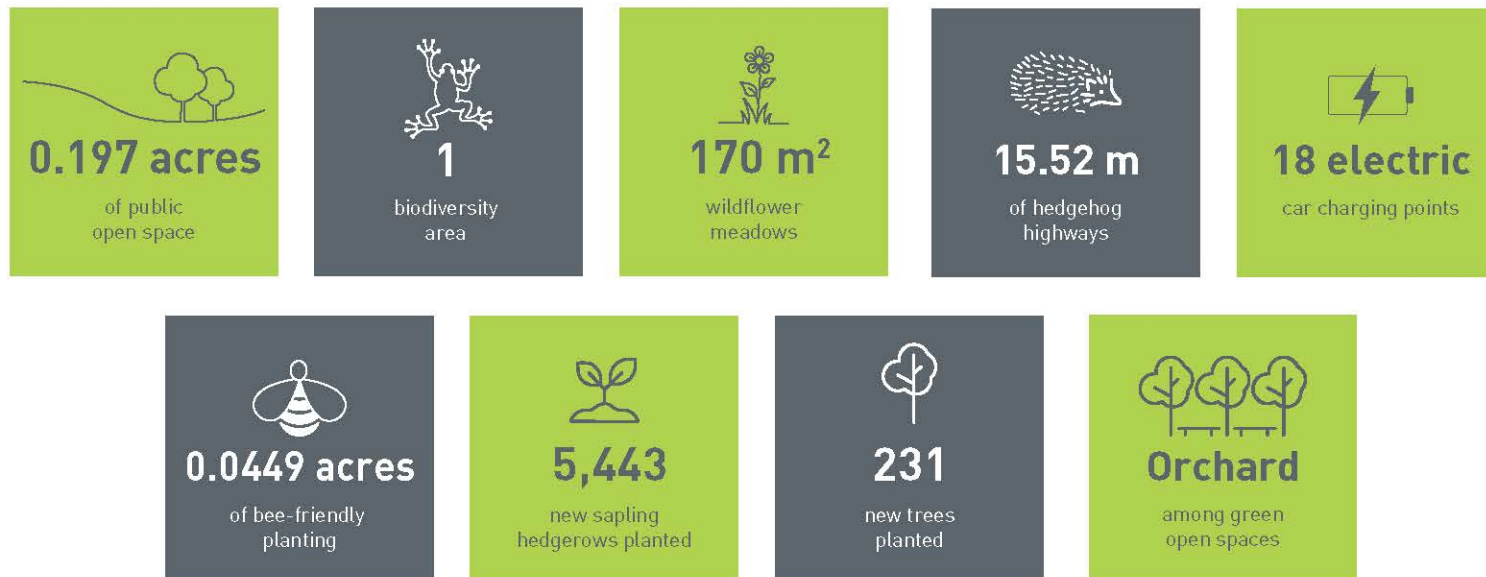 0.197 acres
of public
open space
1
biodiversity
area
170 m²
wildflower
meadows
15.52 m
of hedgehog
highways
18 electric
car charging points
0.0449 acres
of bee-friendly
planting
5,443
new sapling
hedgerows planted
231
new trees
planted
Orchard
among green
open spaces